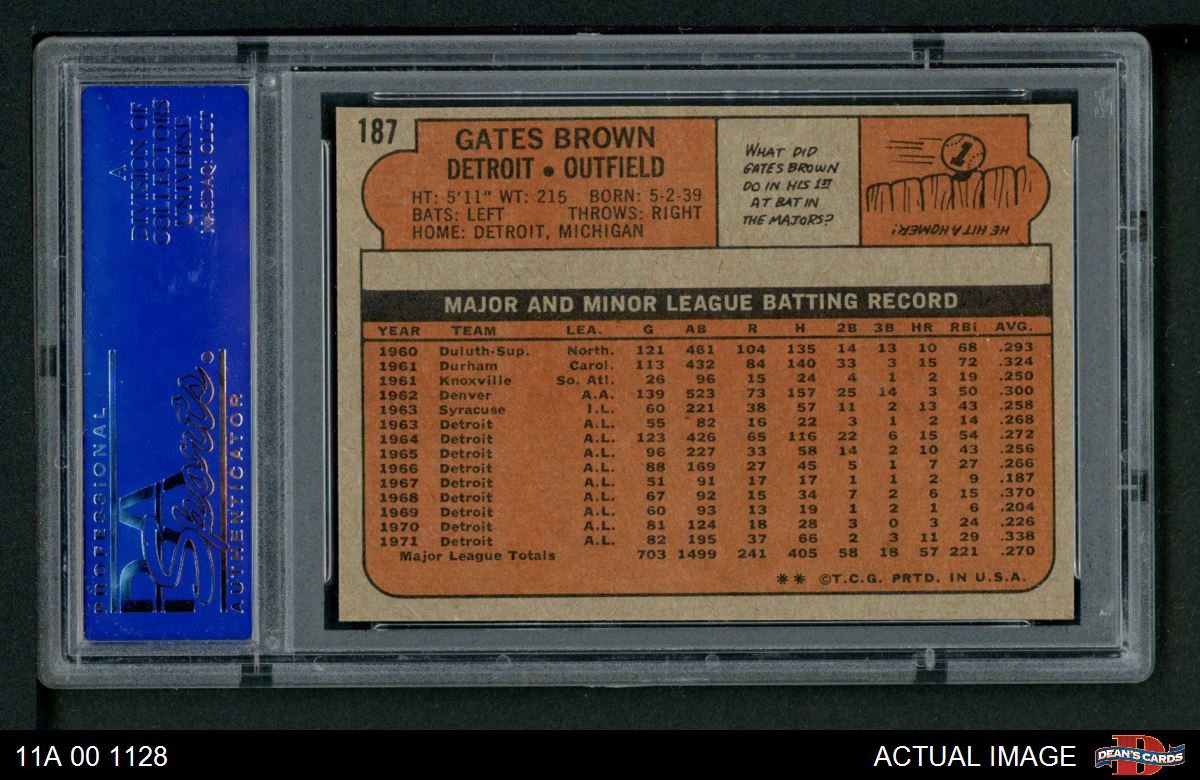 A
DIVISION OF
COLLECTORS
UNIVERSE
NASDAQ: CLCT
PROFESSIONAL
PSA
Sports
AUTHENTICATOR
187
GATES BROWN
DETROIT • OUTFIELD
HT: 5'11" WT: 215 BORN: 5-2-39
BATS: LEFT THROWS: RIGHT
HOME: DETROIT, MICHIGAN
WHAT DID
GATES BROWN
DO IN HIS 1ST
AT BAT IN
THE MAJORS?
1
HE HIT A HOMER!
MAJOR AND MINOR LEAGUE BATTING RECORD
YEAR TEAM LEA. G AB R H 2B 3B HR RBI AVG.
1960 Duluth-Sup. North. 121 461 104 135 14 13 10 68 .293
1961 Durham Carol. 113 432 84 140 33 3 15 72 .324
1961 Knoxville So. Atl. 26 96 15 24 4 1 2 19 .250
1962 Denver A.A. 139 523 73 157 25 14 3 50 .300
1963 Syracuse I.L. 60 221 38 57 11 2 13 43 .258
1963 Detroit A.L. 55 82 16 22 3 1 2 14 .268
1964 Detroit A.L. 123 426 65 116 22 6 15 54 .272
1965 Detroit A.L. 96 227 33 58 14 2 10 43 .256
1966 Detroit A.L. 88 169 27 45 5 1 7 27 .266
1967 Detroit A.L. 51 91 17 17 1 1 2 9 .187
1968 Detroit A.L. 67 92 15 34 7 2 6 15 .370
1969 Detroit A.L. 60 93 13 19 1 2 1 6 .204
1970 Detroit A.L. 81 124 18 28 3 0 3 24 .226
1971 Detroit A.L. 82 195 37 66 2 3 11 29 .338
Major League Totals 703 1499 241 405 58 18 57 221 .270
** ©T.C.G. PRTD. IN U.S.A.
11A 00 1128
ACTUAL IMAGE
D
DEAN'S CARDS